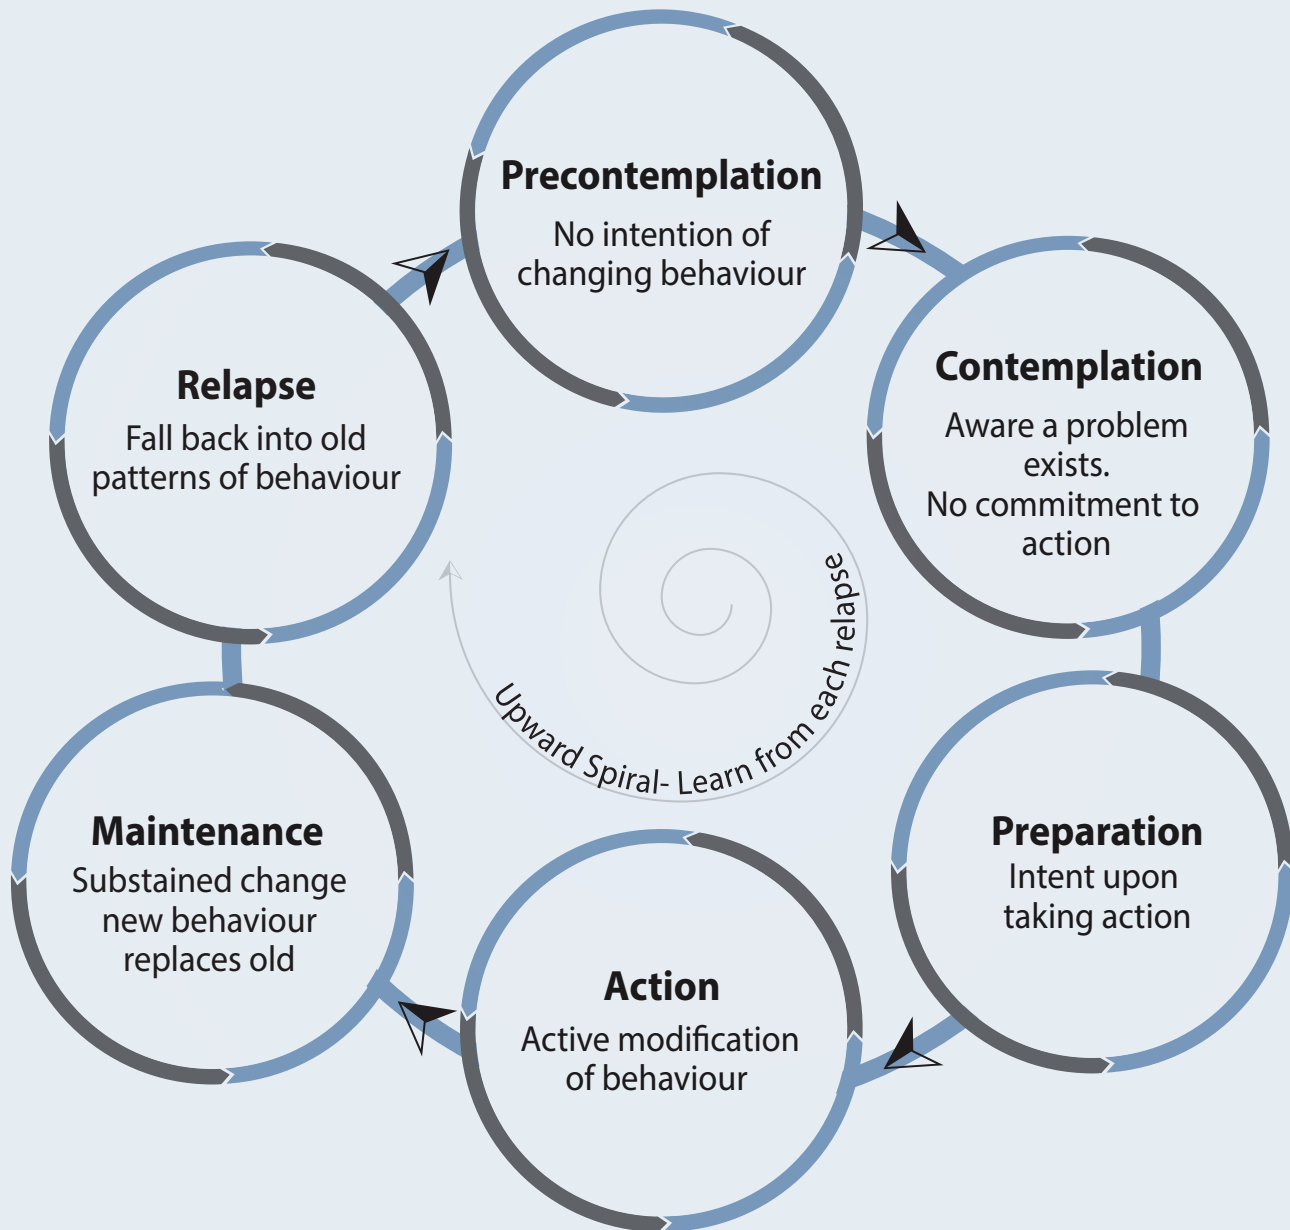 Precontemplation
No intention of
changing behaviour
Contemplation
Aware a problem
exists.
No commitment to
action
Preparation
Intent upon
taking action
Action
Active modification
of behaviour
Maintenance
Substained change
new behaviour
replaces old
Relapse
Fall back into old
patterns of behaviour
Upward Spiral- Learn from each relapse